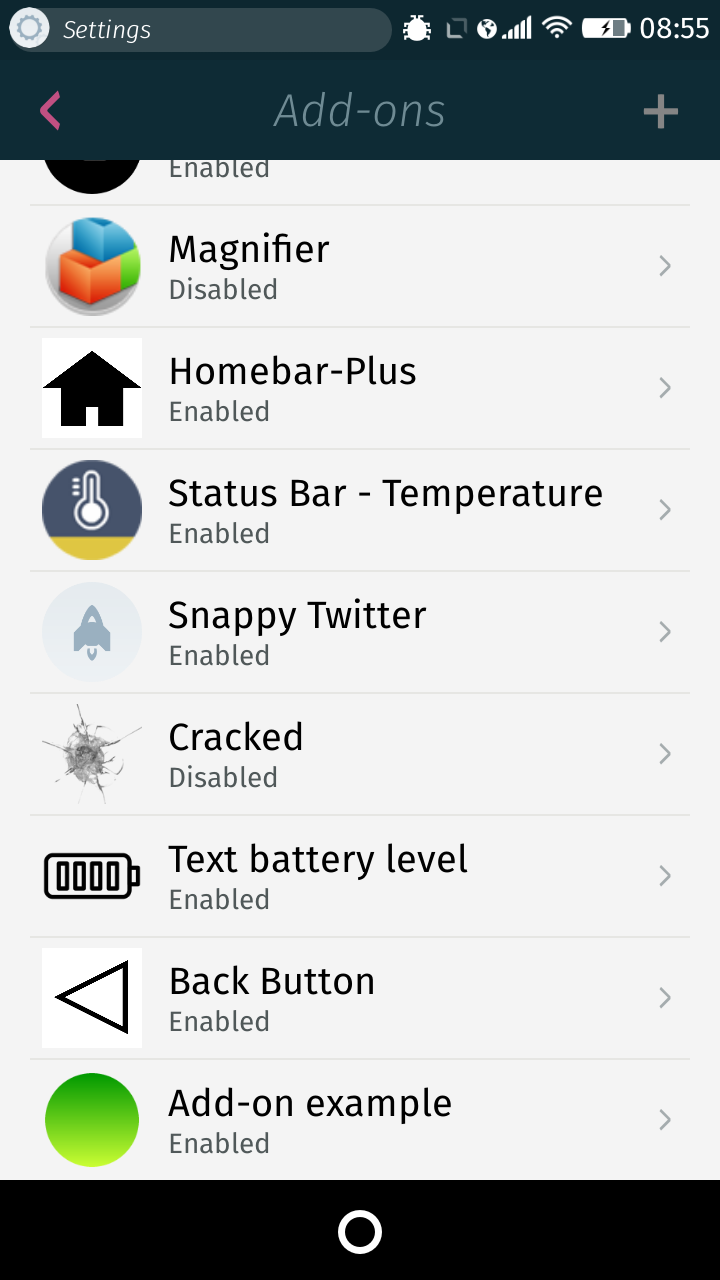 Settings
08:55
Add-ons
Enabled
Magnifier
Disabled
Homebar-Plus
Enabled
Status Bar - Temperature
Enabled
Snappy Twitter
Enabled
Cracked
Disabled
Text battery level
Enabled
Back Button
Enabled
Add-on example
Enabled